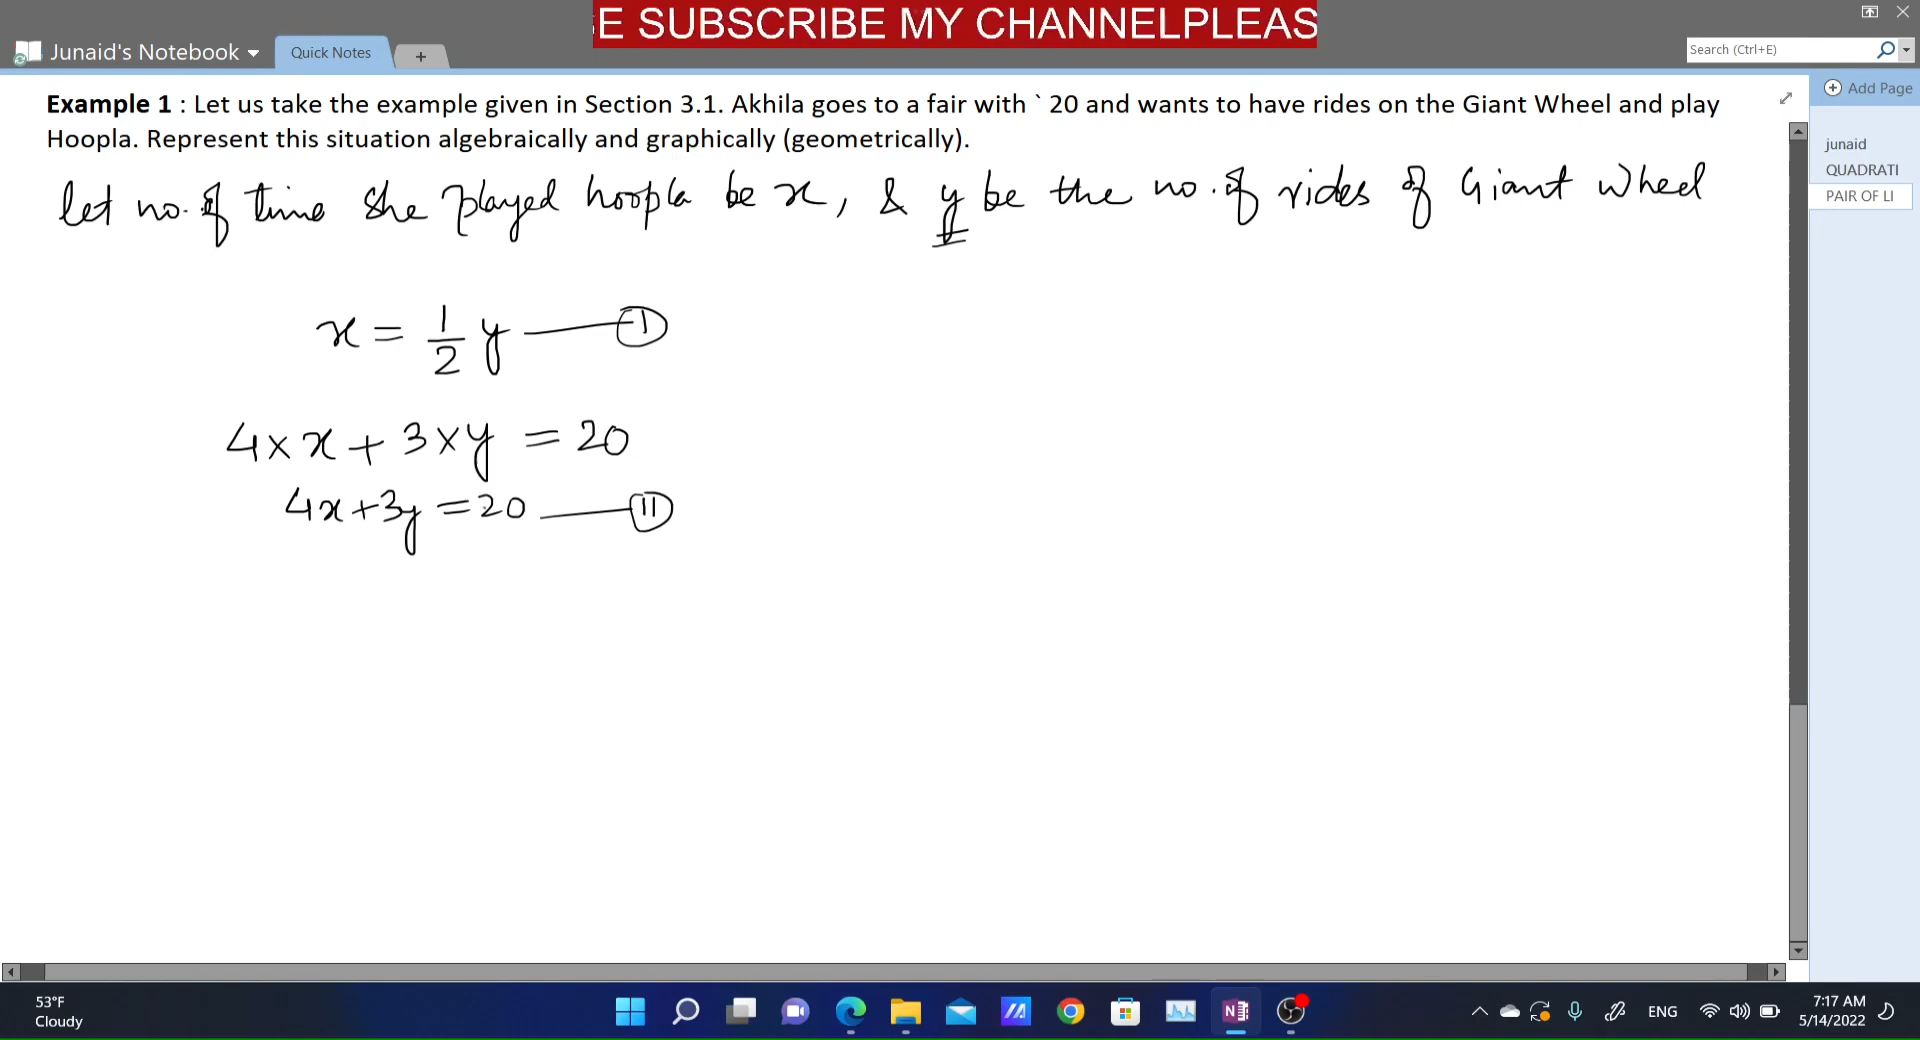 E SUBSCRIBE MY CHANNELPLEAS
Junaid's Notebook
Quick Notes
+
Search (Ctrl+E)
Add Page
junaid
QUADRATI
PAIR OF LI
Example 1 : Let us take the example given in Section 3.1. Akhila goes to a fair with ` 20 and wants to have rides on the Giant Wheel and play
Hoopla. Represent this situation algebraically and graphically (geometrically).
let no. of time she played hoopla be x, & y be the no. of rides of Giant Wheel
x = 1/2 y — I
4 × x + 3 × y = 20
4x + 3y = 20 — II
53°F
Cloudy
ENG
7:17 AM
5/14/2022